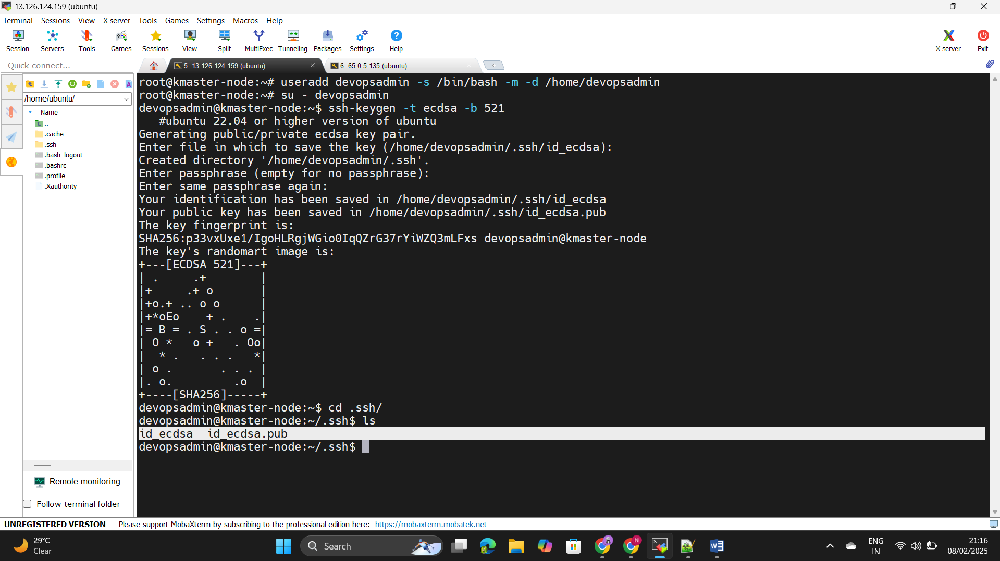 13.126.124.159 (ubuntu)
Terminal Sessions View X server Tools Games Settings Macros Help
Session Servers Tools Games Sessions View Split MultiExec Tunneling Packages Settings Help X server Exit
Quick connect...
5. 13.126.124.159 (ubuntu)
6. 65.0.5.135 (ubuntu)
/home/ubuntu/
Name
..
.cache
.ssh
.bash_logout
.bashrc
.profile
.Xauthority
Remote monitoring
Follow terminal folder
root@kmaster-node:~# useradd devopsadmin -s /bin/bash -m -d /home/devopsadmin
root@kmaster-node:~# su - devopsadmin
devopsadmin@kmaster-node:~$ ssh-keygen -t ecdsa -b 521
   #ubuntu 22.04 or higher version of ubuntu
Generating public/private ecdsa key pair.
Enter file in which to save the key (/home/devopsadmin/.ssh/id_ecdsa):
Created directory '/home/devopsadmin/.ssh'.
Enter passphrase (empty for no passphrase):
Enter same passphrase again:
Your identification has been saved in /home/devopsadmin/.ssh/id_ecdsa
Your public key has been saved in /home/devopsadmin/.ssh/id_ecdsa.pub
The key fingerprint is:
SHA256:p33vxUxe1/IgoHLRgjWGio0IqQZrG37rYiWZQ3mLFxs devopsadmin@kmaster-node
The key's randomart image is:
+---[ECDSA 521]---+
| .     .+        |
|+     .+ o       |
|+o.+ .. o o      |
|+*oEo    + .    .|
|= B = . S . . o =|
| O *   o +   . Oo|
|  * .   . . .   *|
| o .       . . . |
|. o.         .o  |
+----[SHA256]-----+
devopsadmin@kmaster-node:~$ cd .ssh/
devopsadmin@kmaster-node:~/.ssh$ ls
id_ecdsa  id_ecdsa.pub
devopsadmin@kmaster-node:~/.ssh$
UNREGISTERED VERSION - Please support MobaXterm by subscribing to the professional edition here: https://mobaxterm.mobatek.net
29°C
Clear
Search
ENG
IN
21:16
08/02/2025